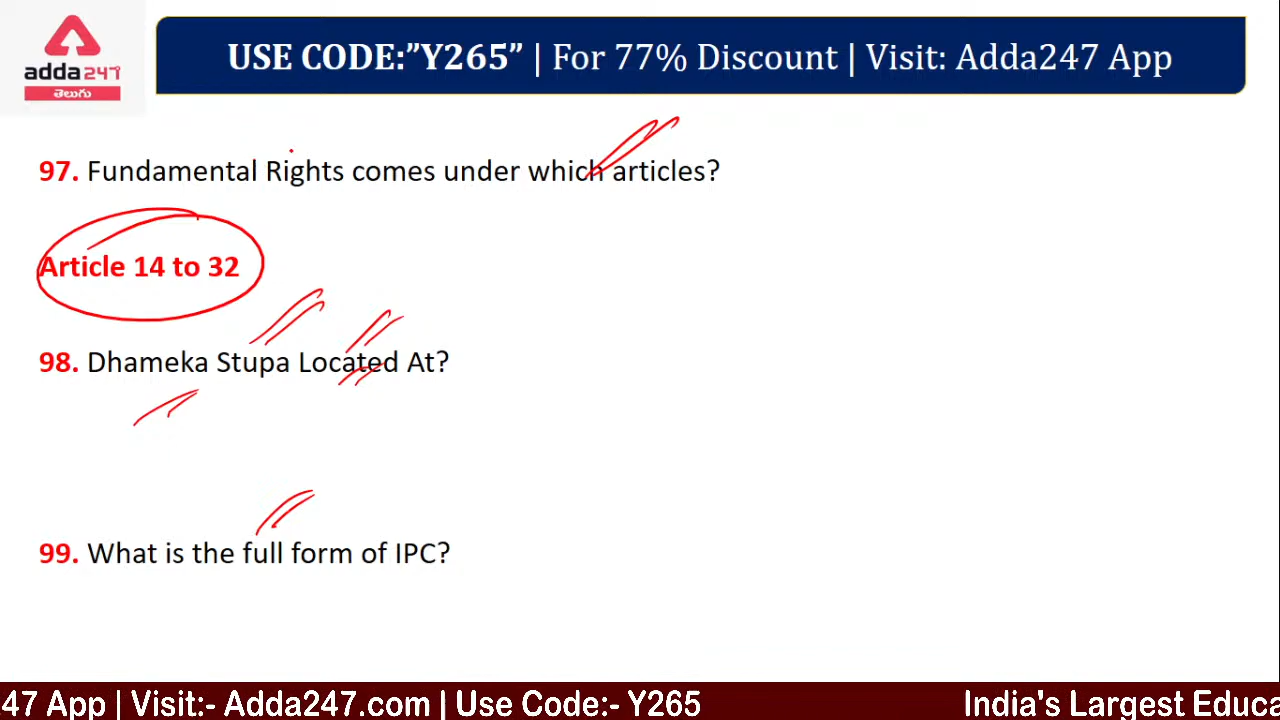 adda247
తెలుగు
USE CODE:”Y265” | For 77% Discount | Visit: Adda247 App
97. Fundamental Rights comes under which articles?
Article 14 to 32
98. Dhameka Stupa Located At?
99. What is the full form of IPC?
47 App | Visit:- Adda247.com | Use Code:- Y265 India's Largest Educa